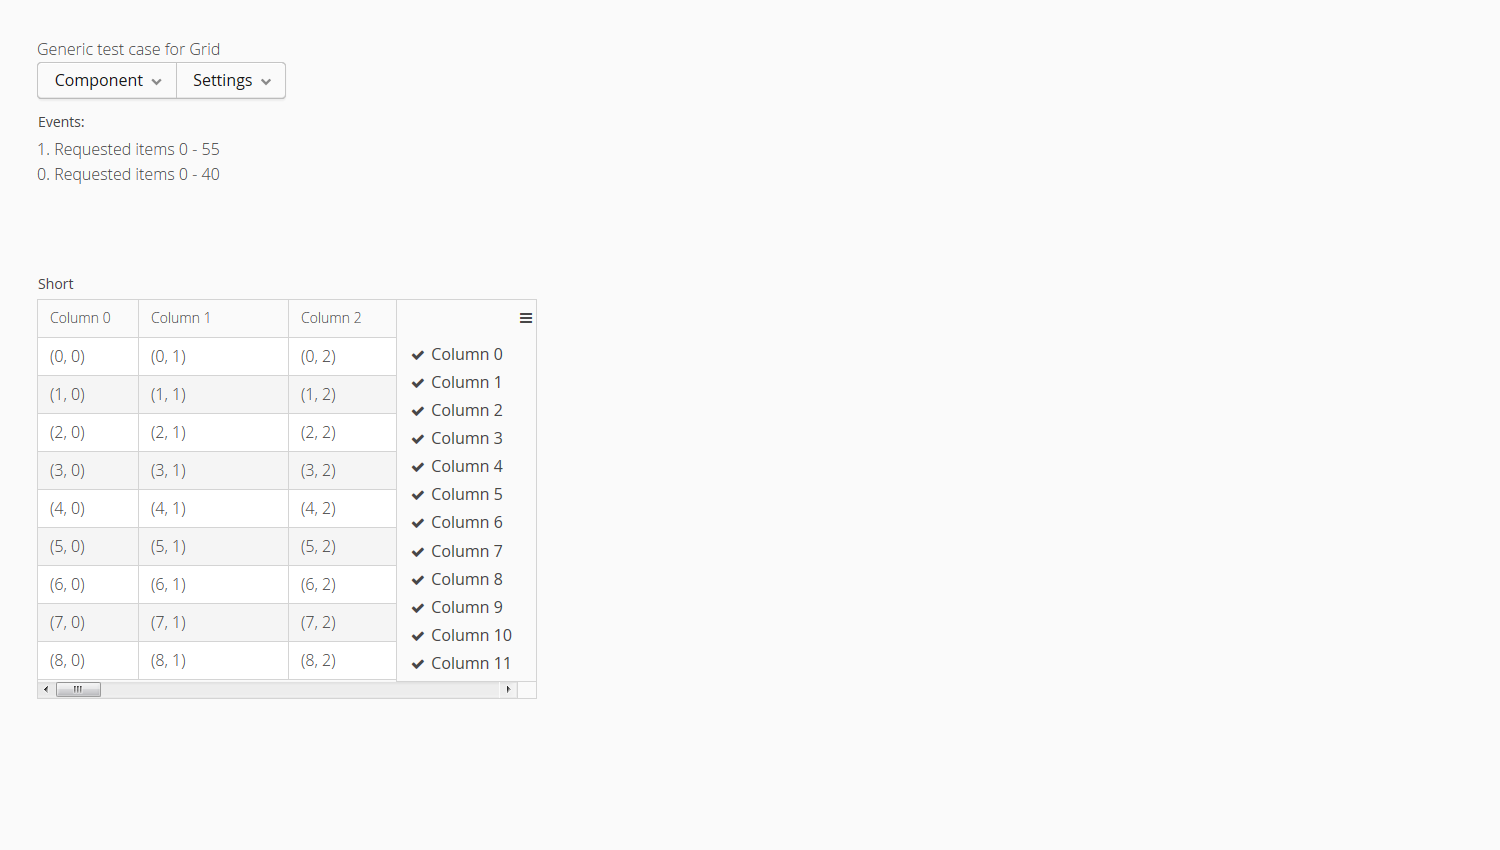 Generic test case for Grid
Component Settings
Events:
1. Requested items 0 - 55
0. Requested items 0 - 40
Short
Column 0 Column 1 Column 2
(0, 0) (0, 1) (0, 2) Column 0
(1, 0) (1, 1) (1, 2) Column 1
Column 2
(2, 0) (2, 1) (2, 2) Column 3
(3, 0) (3, 1) (3, 2) Column 4
Column 5
(4, 0) (4, 1) (4, 2) Column 6
(5, 0) (5, 1) (5, 2) Column 7
(6, 0) (6, 1) (6, 2) Column 8
Column 9
(7, 0) (7, 1) (7, 2) Column 10
(8, 0) (8, 1) (8, 2) Column 11